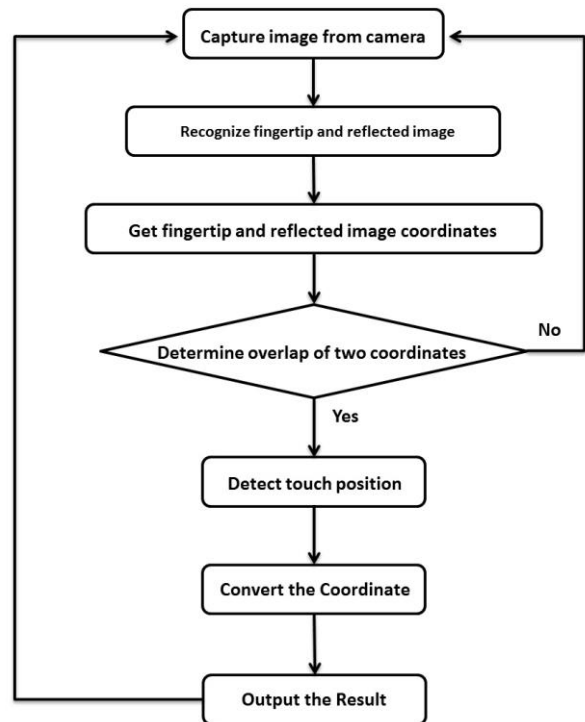 Capture image from camera
Recognize fingertip and reflected image
Get fingertip and reflected image coordinates
Determine overlap of two coordinates
No
Yes
Detect touch position
Convert the Coordinate
Output the Result